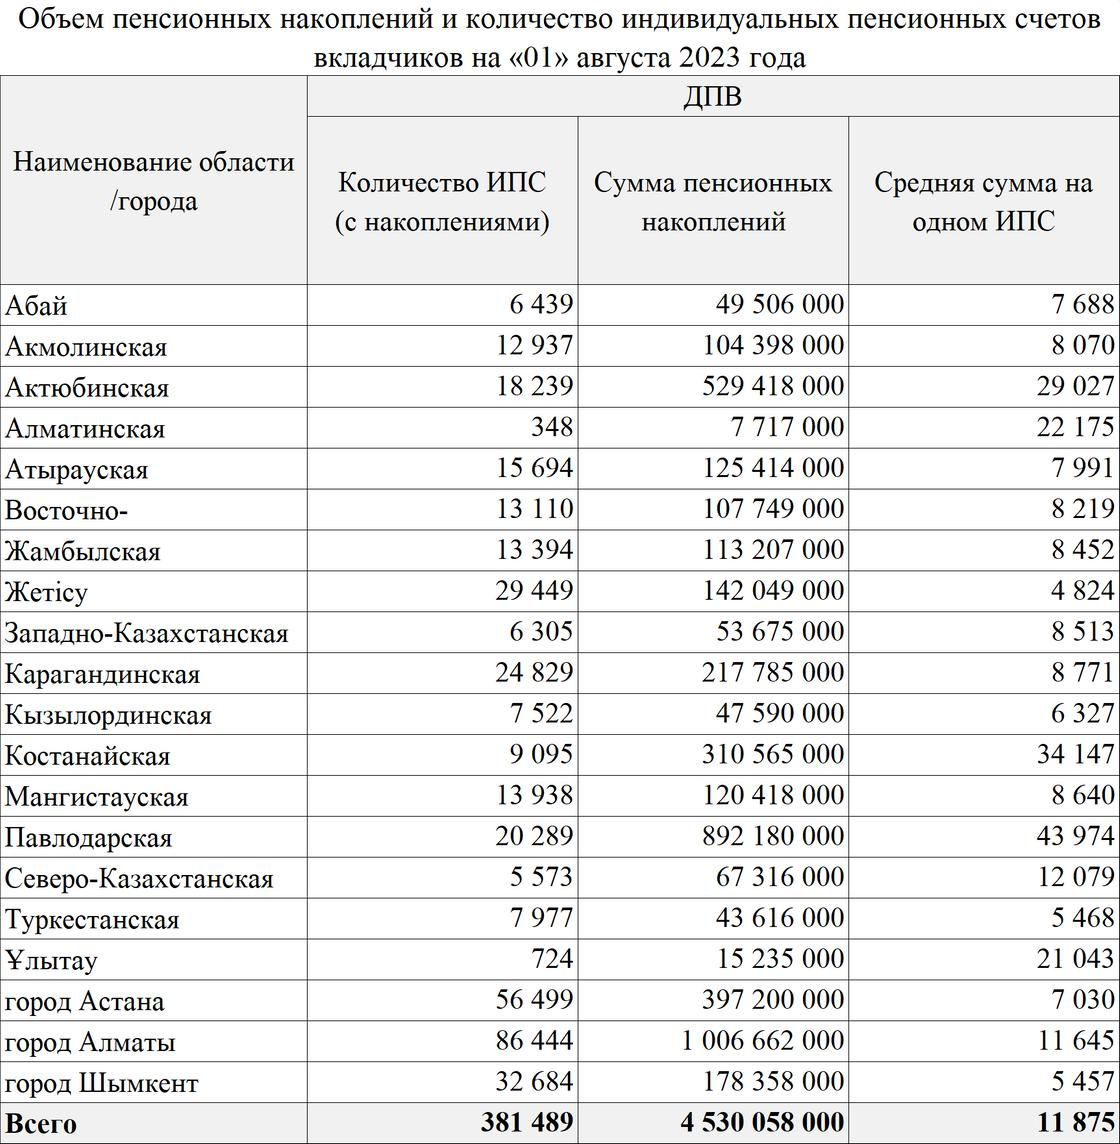 Объем пенсионных накоплений и количество индивидуальных пенсионных счетов
вкладчиков на «01» августа 2023 года
Наименование области
/города
ДПВ
Количество ИПС
(с накоплениями)
Сумма пенсионных
накоплений
Средняя сумма на
одном ИПС
Абай 6 439 49 506 000 7 688
Акмолинская 12 937 104 398 000 8 070
Актюбинская 18 239 529 418 000 29 027
Алматинская 348 7 717 000 22 175
Атырауская 15 694 125 414 000 7 991
Восточно- 13 110 107 749 000 8 219
Жамбылская 13 394 113 207 000 8 452
Жетісу 29 449 142 049 000 4 824
Западно-Казахстанская 6 305 53 675 000 8 513
Карагандинская 24 829 217 785 000 8 771
Кызылординская 7 522 47 590 000 6 327
Костанайская 9 095 310 565 000 34 147
Мангистауская 13 938 120 418 000 8 640
Павлодарская 20 289 892 180 000 43 974
Северо-Казахстанская 5 573 67 316 000 12 079
Туркестанская 7 977 43 616 000 5 468
Ұлытау 724 15 235 000 21 043
город Астана 56 499 397 200 000 7 030
город Алматы 86 444 1 006 662 000 11 645
город Шымкент 32 684 178 358 000 5 457
Всего 381 489 4 530 058 000 11 875